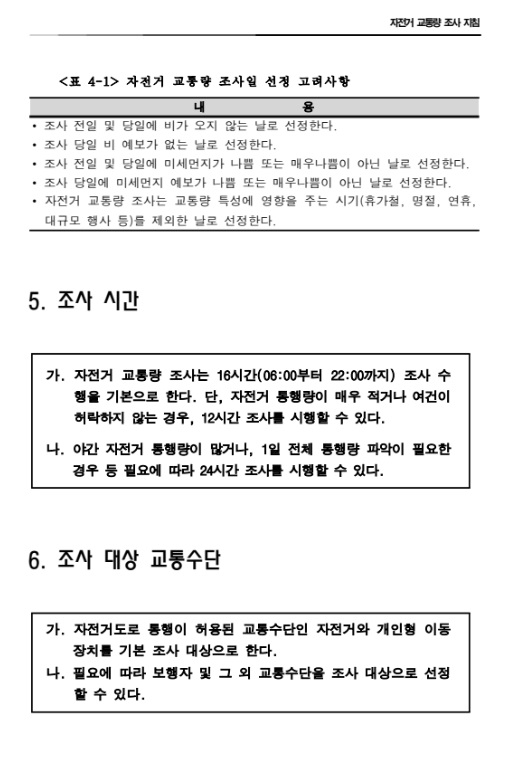 자전거 교통량 조사 지침
<표 4-1> 자전거 교통량 조사일 선정 고려사항
내 용
• 조사 전일 및 당일에 비가 오지 않는 날로 선정한다.
• 조사 당일 비 예보가 없는 날로 선정한다.
• 조사 전일 및 당일에 미세먼지가 나쁨 또는 매우나쁨이 아닌 날로 선정한다.
• 조사 당일에 미세먼지 예보가 나쁨 또는 매우나쁨이 아닌 날로 선정한다.
• 자전거 교통량 조사는 교통량 특성에 영향을 주는 시기(휴가철, 명절, 연휴,
대규모 행사 등)를 제외한 날로 선정한다.
5. 조사 시간
가. 자전거 교통량 조사는 16시간(06:00부터 22:00까지) 조사 수
행을 기본으로 한다. 단, 자전거 통행량이 매우 적거나 여건이
허락하지 않는 경우, 12시간 조사를 시행할 수 있다.
나. 야간 자전거 통행량이 많거나, 1일 전체 통행량 파악이 필요한
경우 등 필요에 따라 24시간 조사를 시행할 수 있다.
6. 조사 대상 교통수단
가. 자전거도로 통행이 허용된 교통수단인 자전거와 개인형 이동
장치를 기본 조사 대상으로 한다.
나. 필요에 따라 보행자 및 그 외 교통수단을 조사 대상으로 선정
할 수 있다.